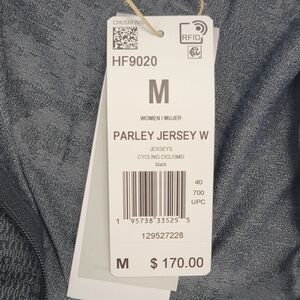 RFID
HF9020
M
WOMEN / MUJER
PARLEY JERSEY W
JERSEYS
CYCLING CICLISMO
black
40
700
UPC
1 95738 33525 5
129527228
M $ 170.00